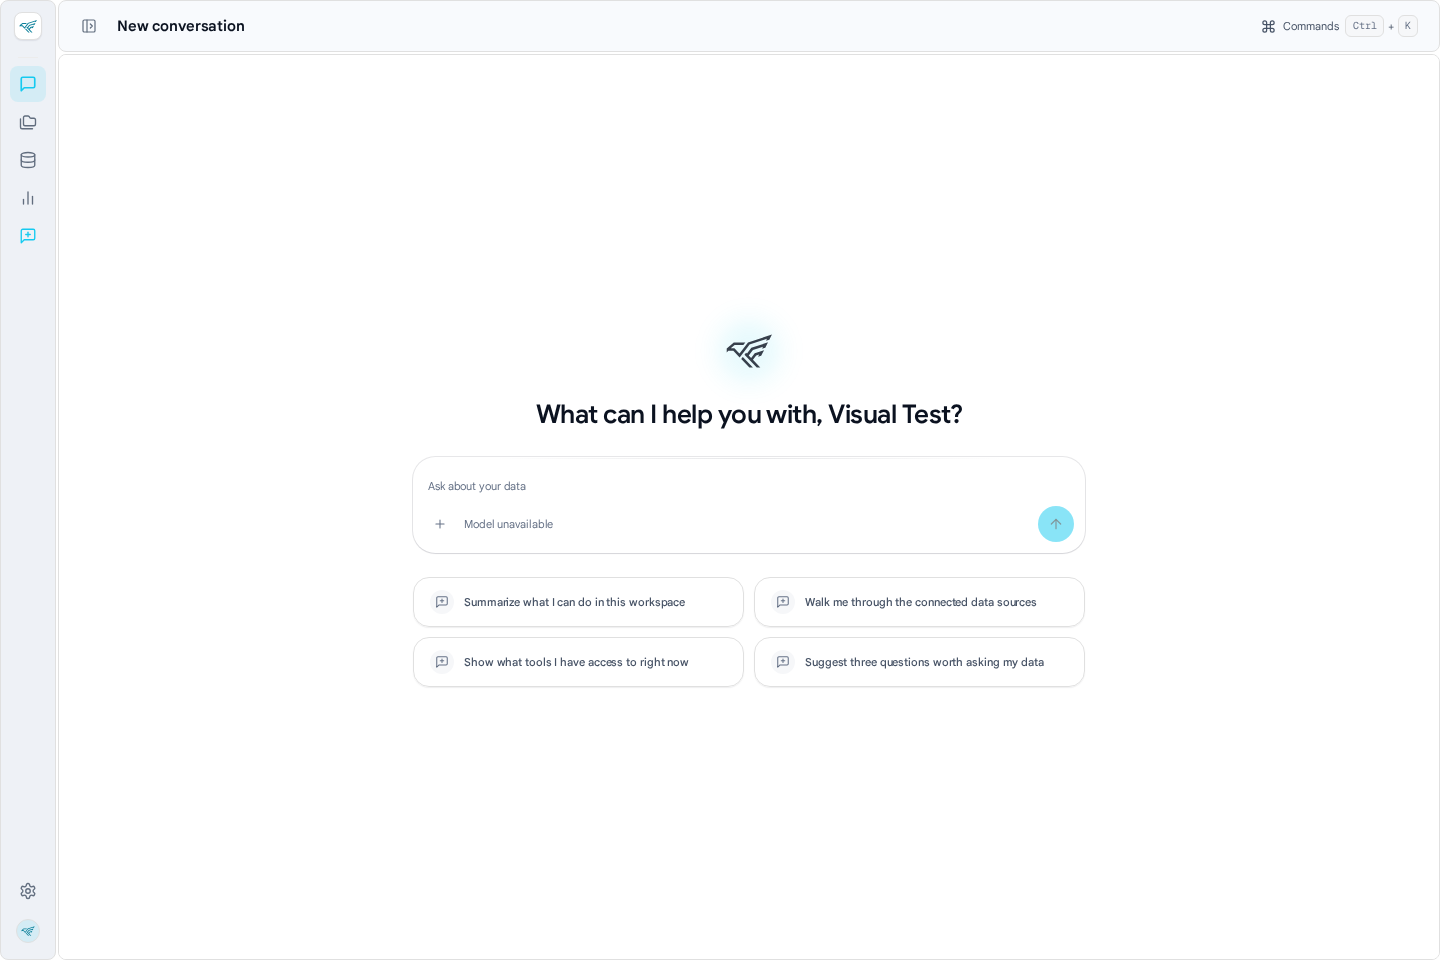 New conversation
Commands Ctrl + K
What can I help you with, Visual Test?
Ask about your data
Model unavailable
Summarize what I can do in this workspace
Walk me through the connected data sources
Show what tools I have access to right now
Suggest three questions worth asking my data